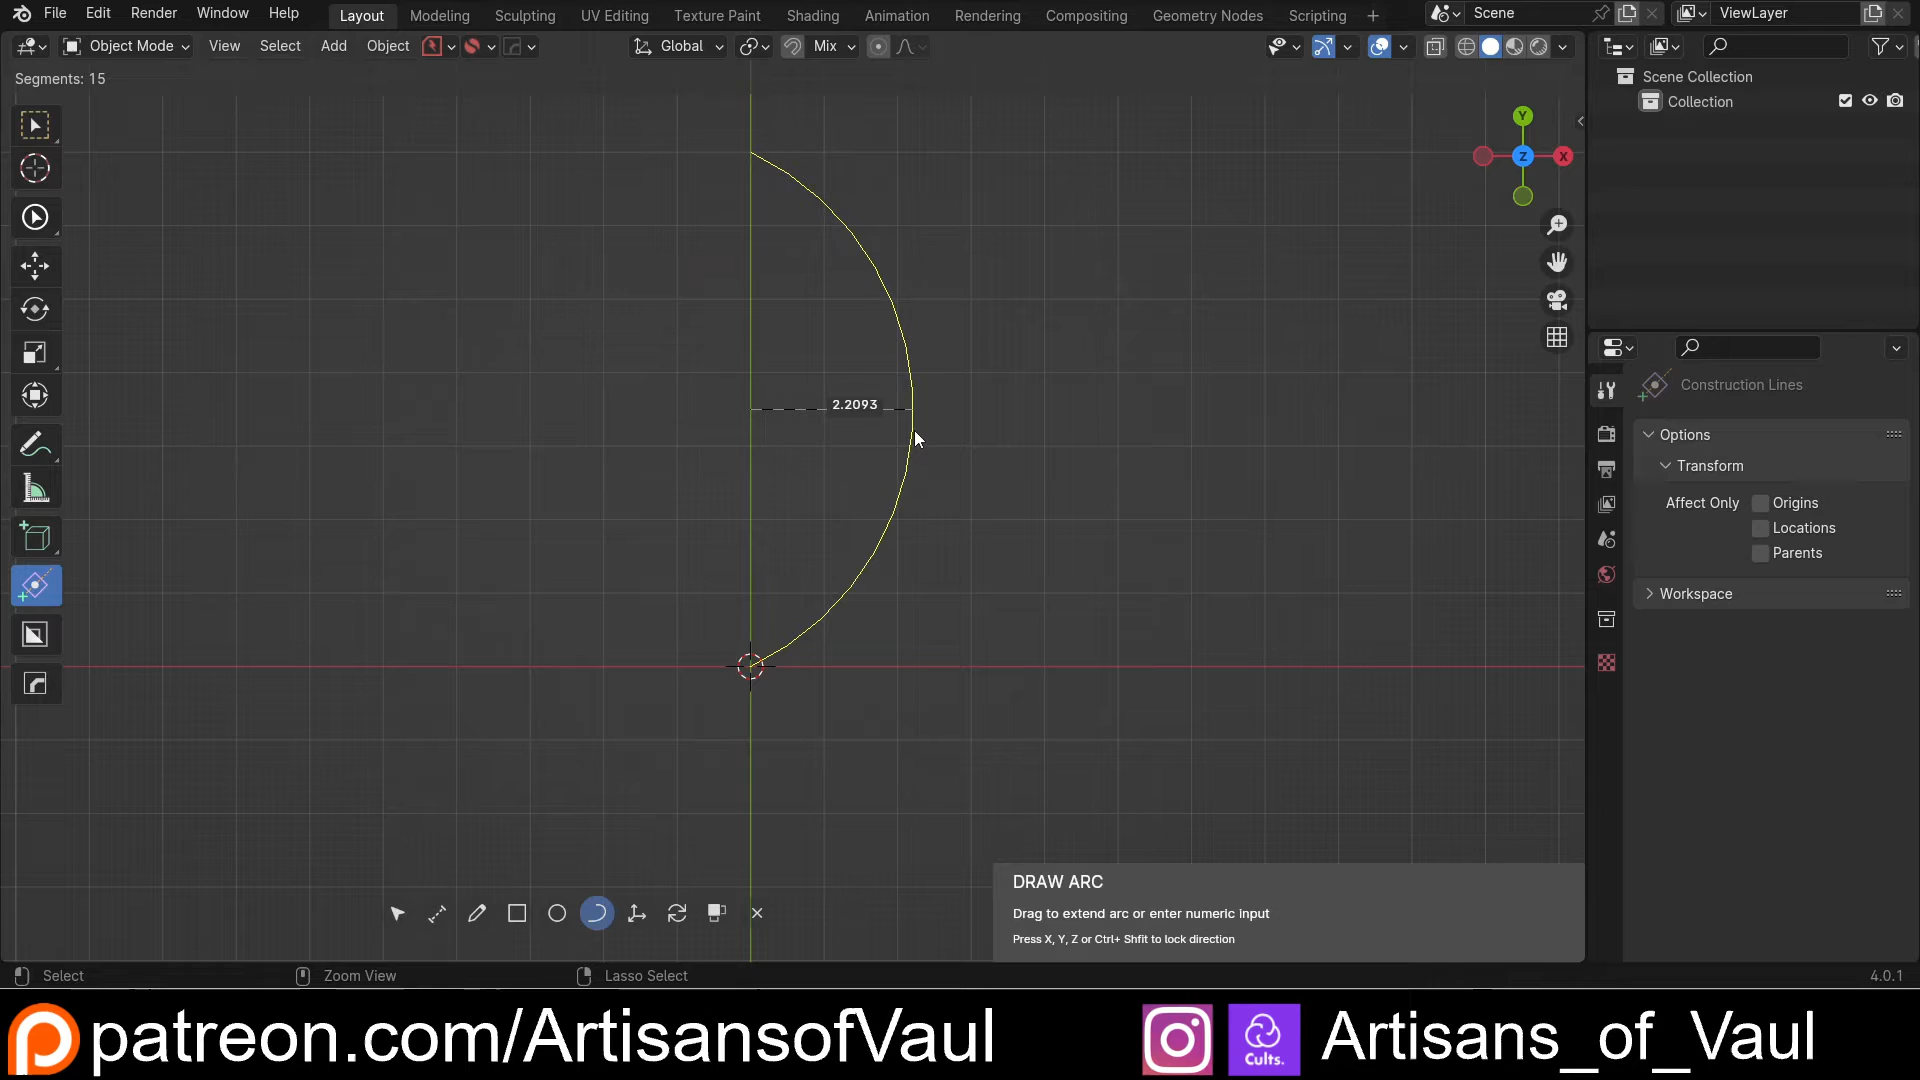 File Edit Render Window Help Layout Modeling Sculpting UV Editing Texture Paint Shading Animation Rendering Compositing Geometry Nodes Scripting + Scene ViewLayer
Object Mode View Select Add Object Global Mix
Segments: 15
Scene Collection
Collection
Y
Z X
2.2093
Construction Lines
Options
Transform
Affect Only Origins
Locations
Parents
Workspace
DRAW ARC
Drag to extend arc or enter numeric input
Press X, Y, Z or Ctrl+ Shfit to lock direction
Select Zoom View Lasso Select 4.0.1
patreon.com/ArtisansofVaul Cults. Artisans_of_Vaul